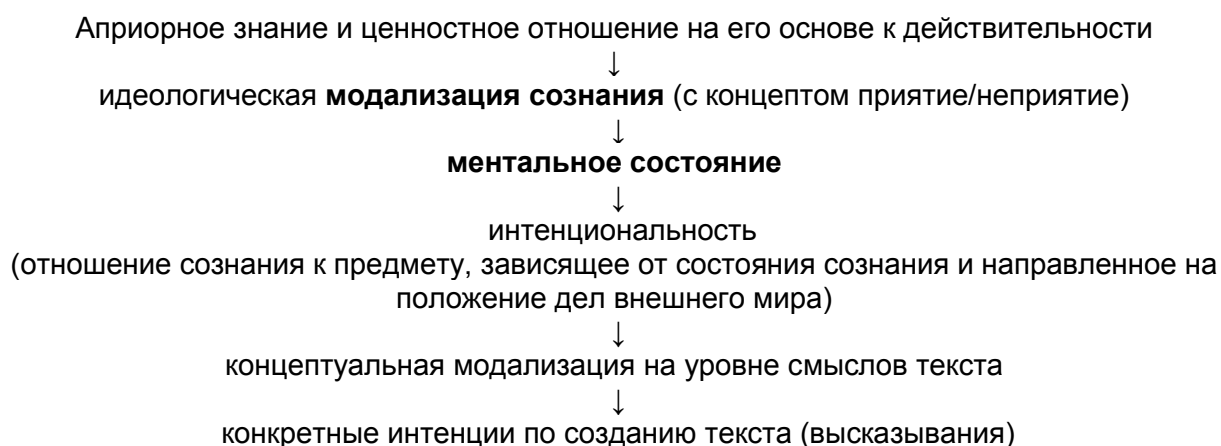 Априорное знание и ценностное отношение на его основе к действительности
↓
идеологическая модализация сознания (с концептом приятие/неприятие)
↓
ментальное состояние
↓
интенциональность
(отношение сознания к предмету, зависящее от состояния сознания и направленное на
положение дел внешнего мира)
↓
концептуальная модализация на уровне смыслов текста
↓
конкретные интенции по созданию текста (высказывания)